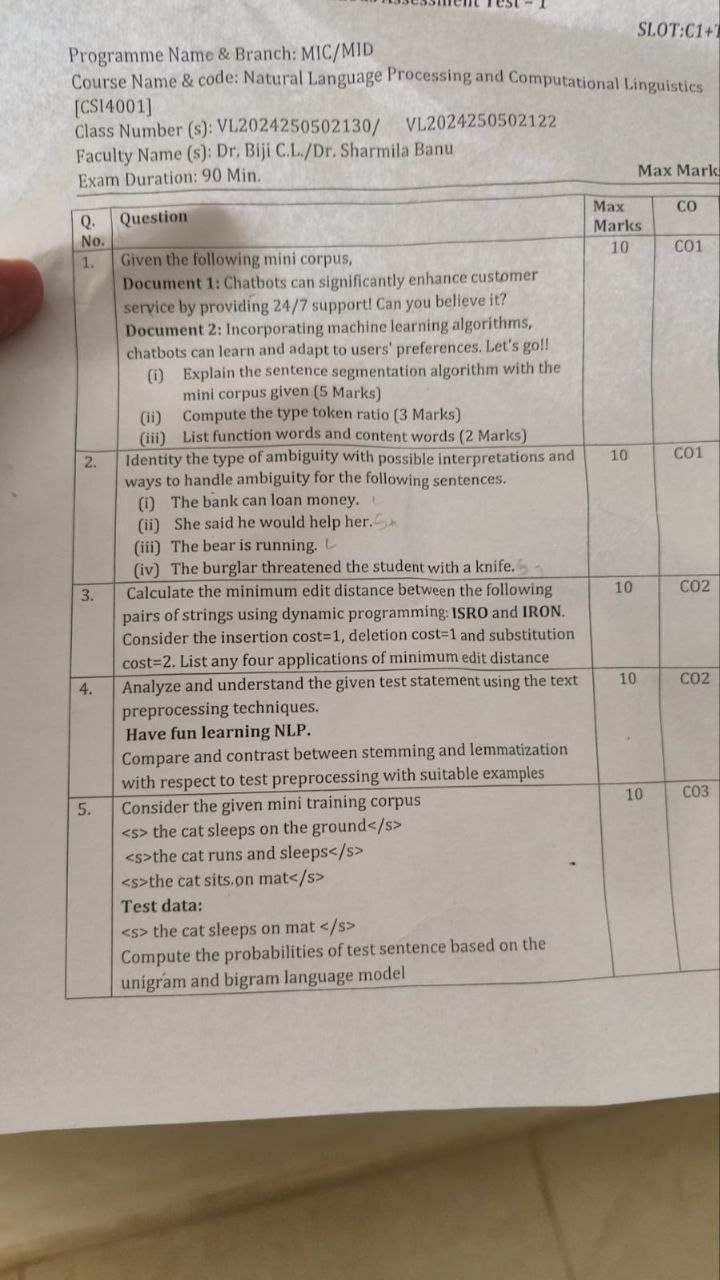 Assessment Test - 1
SLOT:C1+
Programme Name & Branch: MIC/MID
Course Name & code: Natural Language Processing and Computational Linguistics
[CSI4001]
Class Number (s): VL2024250502130/ VL2024250502122
Faculty Name (s): Dr. Biji C.L./Dr. Sharmila Banu
Exam Duration: 90 Min.
Max Mark
Q. No. Question Max Marks CO
1. Given the following mini corpus, 10 CO1
Document 1: Chatbots can significantly enhance customer
service by providing 24/7 support! Can you believe it?
Document 2: Incorporating machine learning algorithms,
chatbots can learn and adapt to users' preferences. Let's go!!
(i) Explain the sentence segmentation algorithm with the
mini corpus given (5 Marks)
(ii) Compute the type token ratio (3 Marks)
(iii) List function words and content words (2 Marks)
2. Identity the type of ambiguity with possible interpretations and 10 CO1
ways to handle ambiguity for the following sentences.
(i) The bank can loan money.
(ii) She said he would help her.
(iii) The bear is running.
(iv) The burglar threatened the student with a knife.
3. Calculate the minimum edit distance between the following 10 CO2
pairs of strings using dynamic programming: ISRO and IRON.
Consider the insertion cost=1, deletion cost=1 and substitution
cost=2. List any four applications of minimum edit distance
4. Analyze and understand the given test statement using the text 10 CO2
preprocessing techniques.
Have fun learning NLP.
Compare and contrast between stemming and lemmatization
with respect to test preprocessing with suitable examples
5. Consider the given mini training corpus 10 CO3
<s> the cat sleeps on the ground</s>
<s>the cat runs and sleeps</s>
<s>the cat sits.on mat</s>
Test data:
<s> the cat sleeps on mat </s>
Compute the probabilities of test sentence based on the
unigram and bigram language model